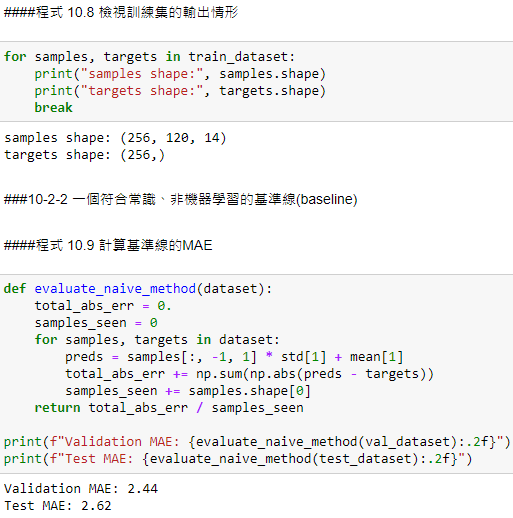 ####程式 10.8 檢視訓練集的輸出情形
for samples, targets in train_dataset:
    print("samples shape:", samples.shape)
    print("targets shape:", targets.shape)
    break
samples shape: (256, 120, 14)
targets shape: (256,)
###10-2-2 一個符合常識、非機器學習的基準線(baseline)
####程式 10.9 計算基準線的MAE
def evaluate_naive_method(dataset):
    total_abs_err = 0.
    samples_seen = 0
    for samples, targets in dataset:
        preds = samples[:, -1, 1] * std[1] + mean[1]
        total_abs_err += np.sum(np.abs(preds - targets))
        samples_seen += samples.shape[0]
    return total_abs_err / samples_seen
print(f"Validation MAE: {evaluate_naive_method(val_dataset):.2f}")
print(f"Test MAE: {evaluate_naive_method(test_dataset):.2f}")
Validation MAE: 2.44
Test MAE: 2.62